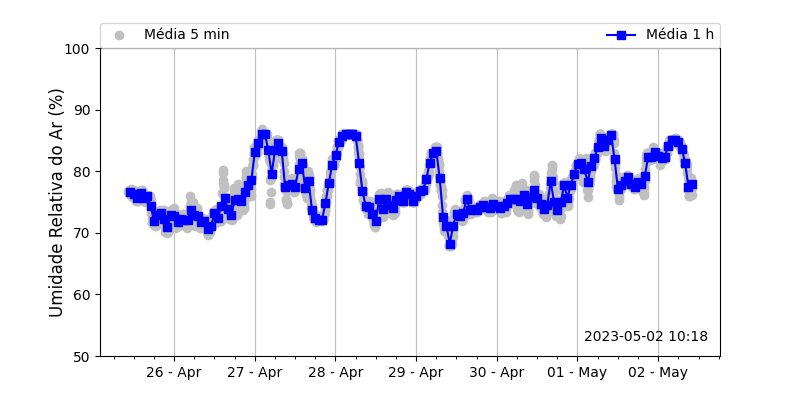 Média 5 min
Média 1 h
Umidade Relativa do Ar (%)
100
90
80
70
60
50
2023-05-02 10:18
26 - Apr
27 - Apr
28 - Apr
29 - Apr
30 - Apr
01 - May
02 - May